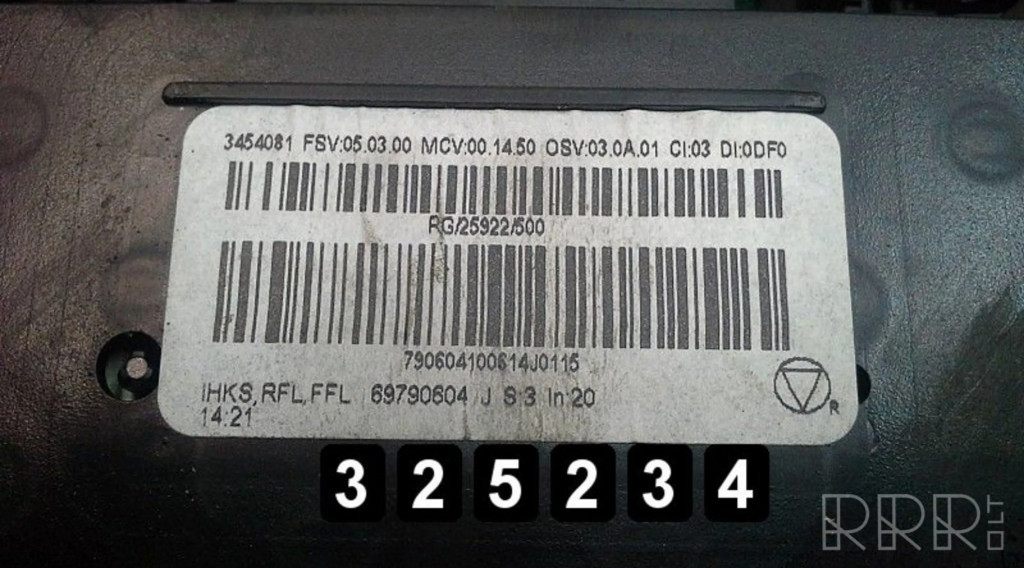 3454081 FSV:05.03.00 MCV:00.14.50 OSV:03.0A.01 CI:03 DI:0DF0
RG/25922/500
790604100614J0115
IHKS,RFL,FFL 69790604 J S:3 In:20
14:21
R
3 2 5 2 3 4
RRR.LT